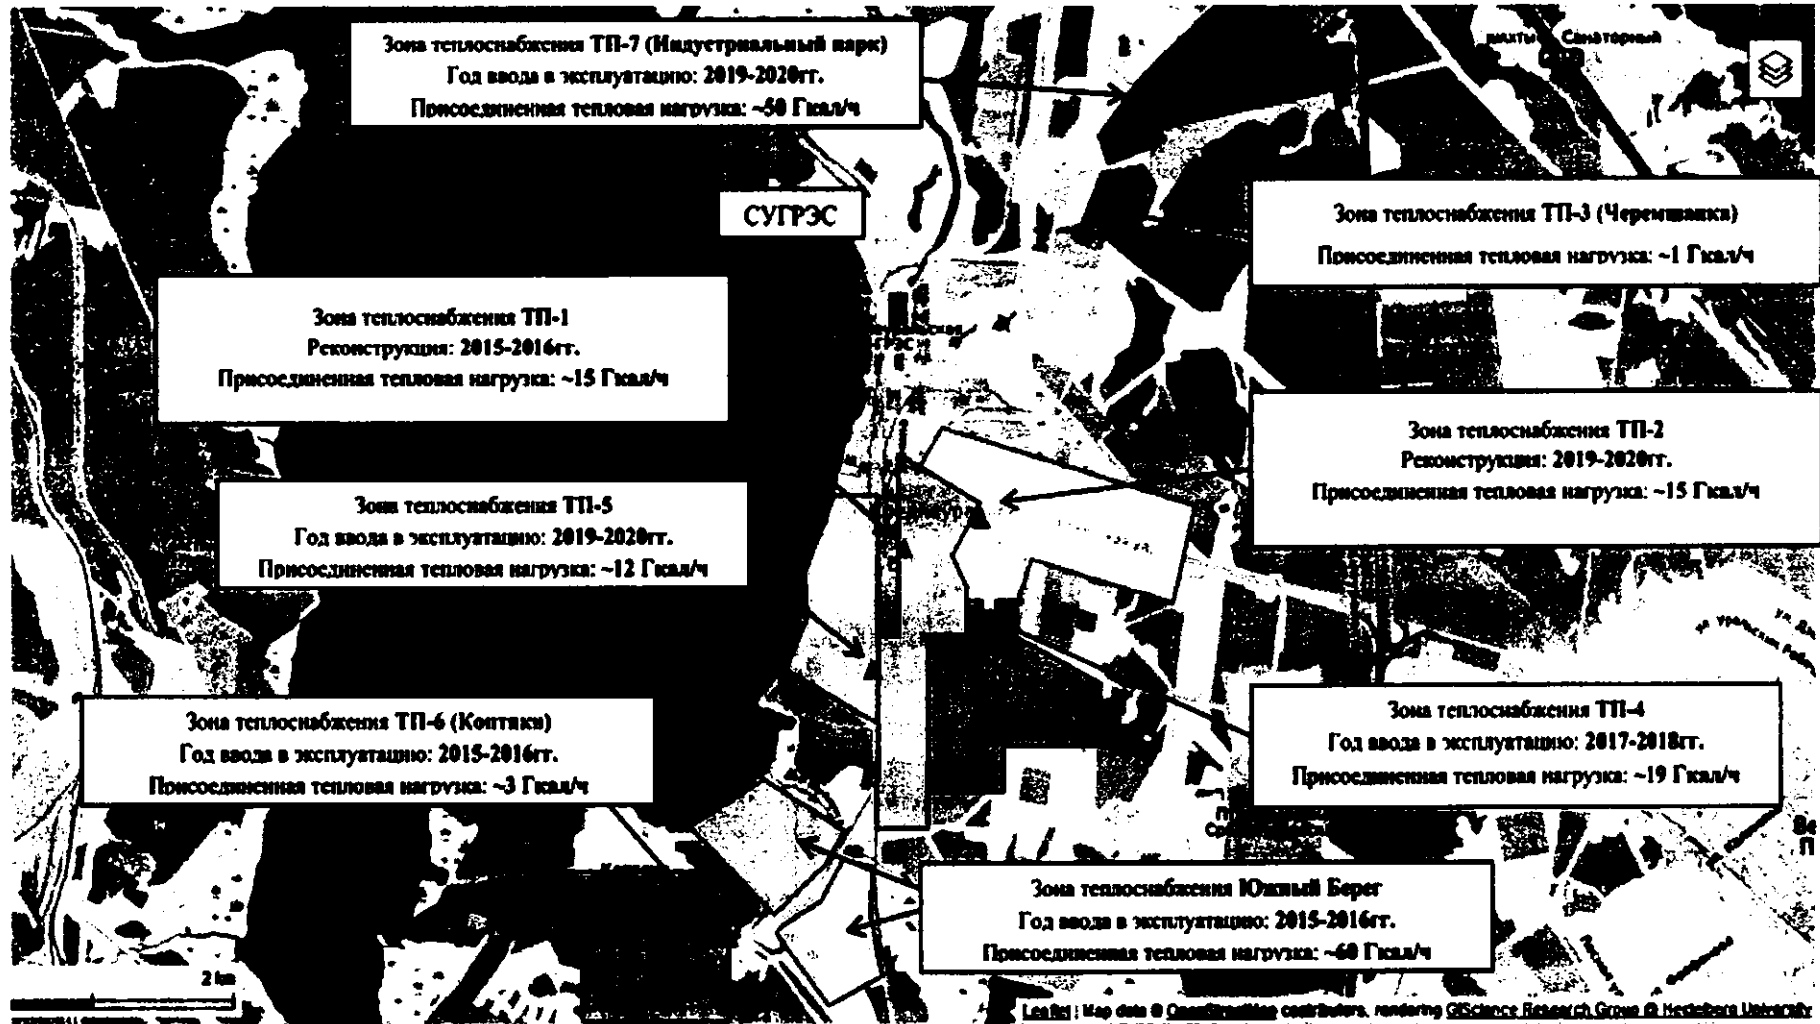 Зона теплоснабжения ТП-7 (Индустриальный парк)
Год ввода в эксплуатацию: 2019-2020гг.
Присоединенная тепловая нагрузка: ~50 Гкал/ч
Санаторный
СУГРЭС
Зона теплоснабжения ТП-3 (Черемшанка)
Присоединенная тепловая нагрузка: ~1 Гкал/ч
Зона теплоснабжения ТП-1
Реконструкция: 2015-2016гг.
Присоединенная тепловая нагрузка: ~15 Гкал/ч
ГРЭС
Зона теплоснабжения ТП-2
Реконструкция: 2019-2020гг.
Присоединенная тепловая нагрузка: ~15 Гкал/ч
Зона теплоснабжения ТП-5
Год ввода в эксплуатацию: 2019-2020гг.
Присоединенная тепловая нагрузка: ~12 Гкал/ч
Зона теплоснабжения ТП-6 (Коптяки)
Год ввода в эксплуатацию: 2015-2016гг.
Присоединенная тепловая нагрузка: ~3 Гкал/ч
Зона теплоснабжения ТП-4
Год ввода в эксплуатацию: 2017-2018гг.
Присоединенная тепловая нагрузка: ~19 Гкал/ч
Зона теплоснабжения Южный Берег
Год ввода в эксплуатацию: 2015-2016гг.
Присоединенная тепловая нагрузка: ~60 Гкал/ч
2 km
Leaflet | Map data © OpenStreetMap contributors, rendering GIScience Research Group @ Heidelberg University